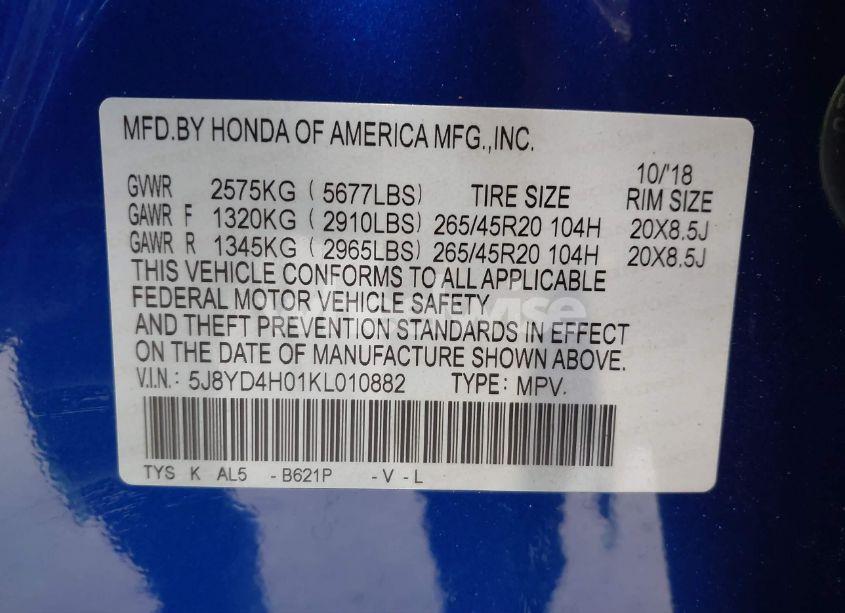 MFD.BY HONDA OF AMERICA MFG.,INC.
10/'18
GVWR 2575KG ( 5677LBS) TIRE SIZE RIM SIZE
GAWR F 1320KG ( 2910LBS) 265/45R20 104H 20X8.5J
GAWR R 1345KG ( 2965LBS) 265/45R20 104H 20X8.5J
THIS VEHICLE CONFORMS TO ALL APPLICABLE
FEDERAL MOTOR VEHICLE SAFETY
AND THEFT PREVENTION STANDARDS IN EFFECT
ON THE DATE OF MANUFACTURE SHOWN ABOVE.
V.I.N.: 5J8YD4H01KL010882 TYPE: MPV.
TYS K AL5 -B621P -V -L